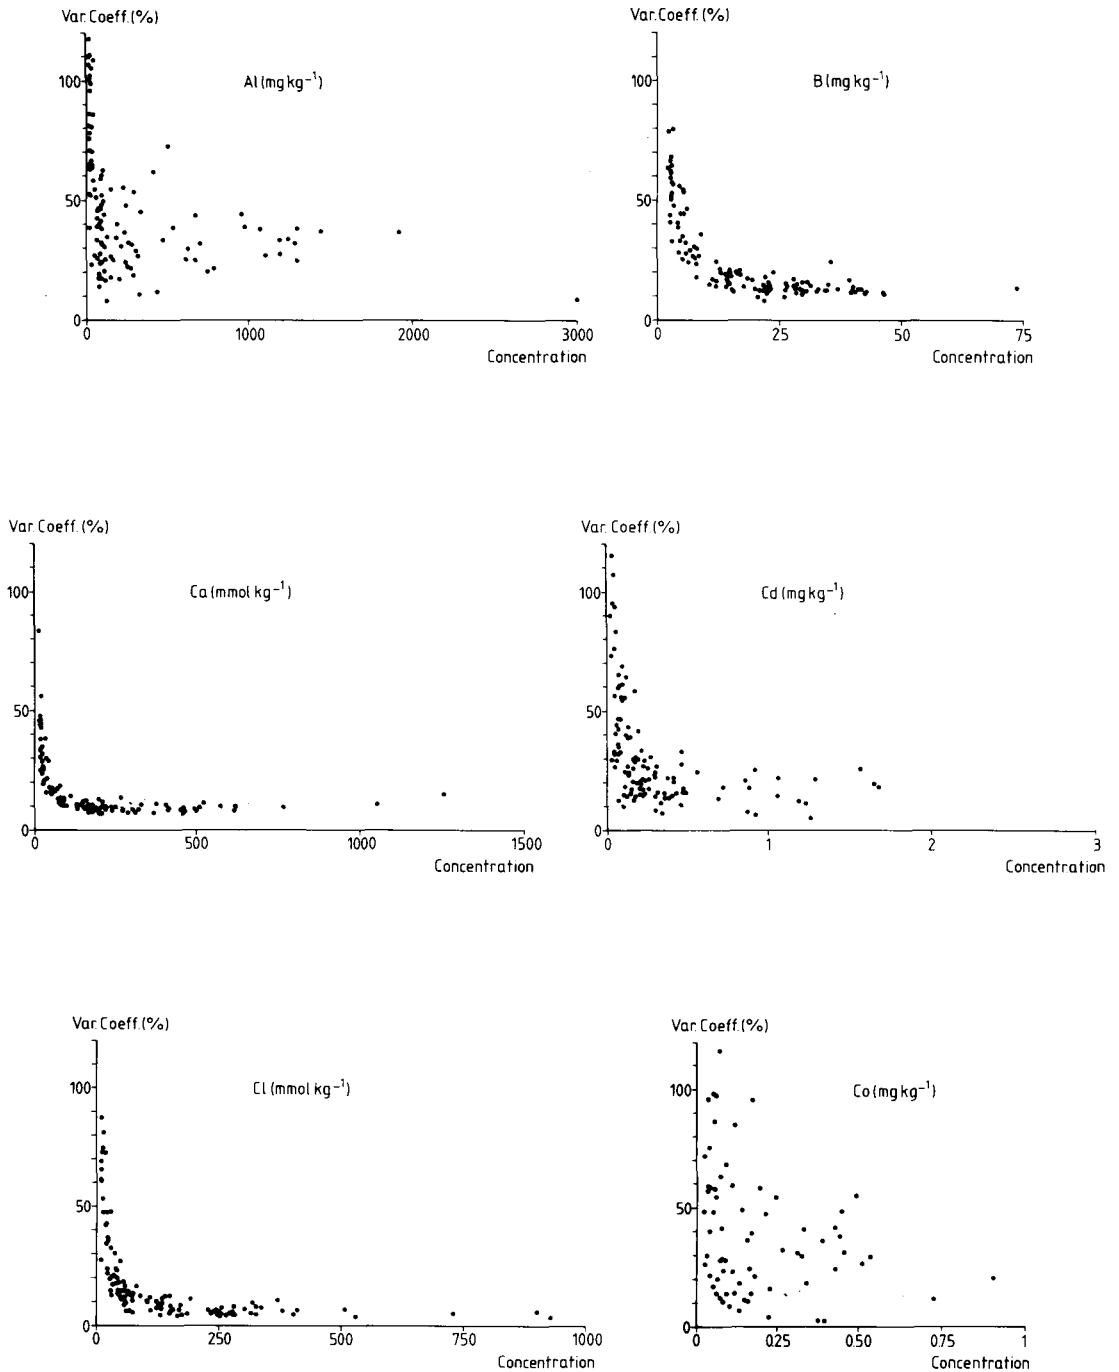 Var. Coeff. (%)
Var. Coeff. (%)
100
Al (mg kg⁻¹)
100
B (mg kg⁻¹)
50
50
0
0
0
1000
2000
3000
0
25
50
75
Concentration
Concentration
Var. Coeff. (%)
Var. Coeff. (%)
100
Ca (mmol kg⁻¹)
100
Cd (mg kg⁻¹)
50
50
0
0
0
500
1000
1500
0
1
2
3
Concentration
Concentration
Var. Coeff. (%)
Var. Coeff. (%)
100
Cl (mmol kg⁻¹)
100
Co (mg kg⁻¹)
50
50
0
0
0
250
500
750
1000
0
0.25
0.50
0.75
1
Concentration
Concentration